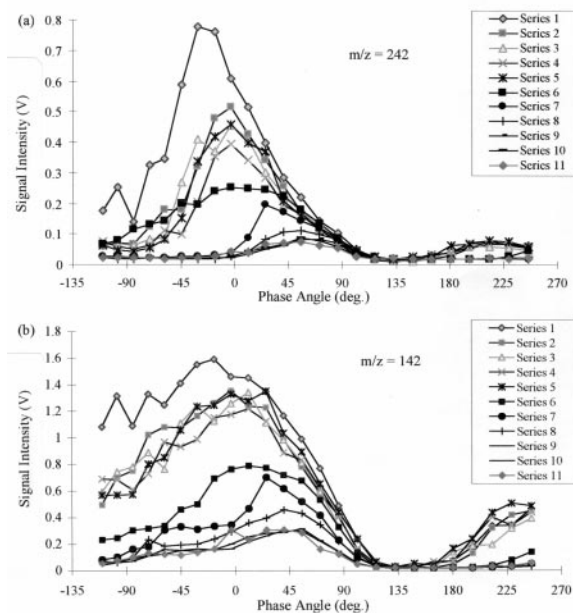 (a)
m/z = 242
Signal Intensity (V)
0.8
0.7
0.6
0.5
0.4
0.3
0.2
0.1
0
-135 -90 -45 0 45 90 135 180 225 270
Phase Angle (deg.)
Series 1
Series 2
Series 3
Series 4
Series 5
Series 6
Series 7
Series 8
Series 9
Series 10
Series 11
(b)
m/z = 142
Signal Intensity (V)
1.8
1.6
1.4
1.2
1
0.8
0.6
0.4
0.2
0
-135 -90 -45 0 45 90 135 180 225 270
Phase Angle (deg.)
Series 1
Series 2
Series 3
Series 4
Series 5
Series 6
Series 7
Series 8
Series 9
Series 10
Series 11